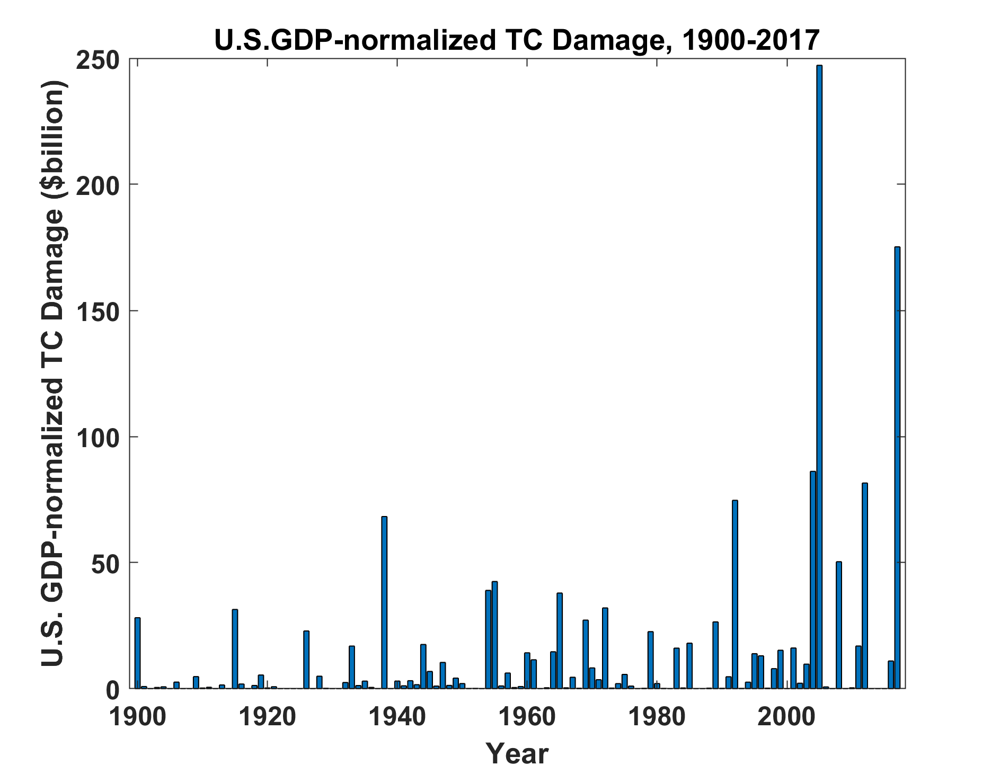 U.S.GDP-normalized TC Damage, 1900-2017
U.S. GDP-normalized TC Damage ($billion)
250
200
150
100
50
0
1900 1920 1940 1960 1980 2000
Year